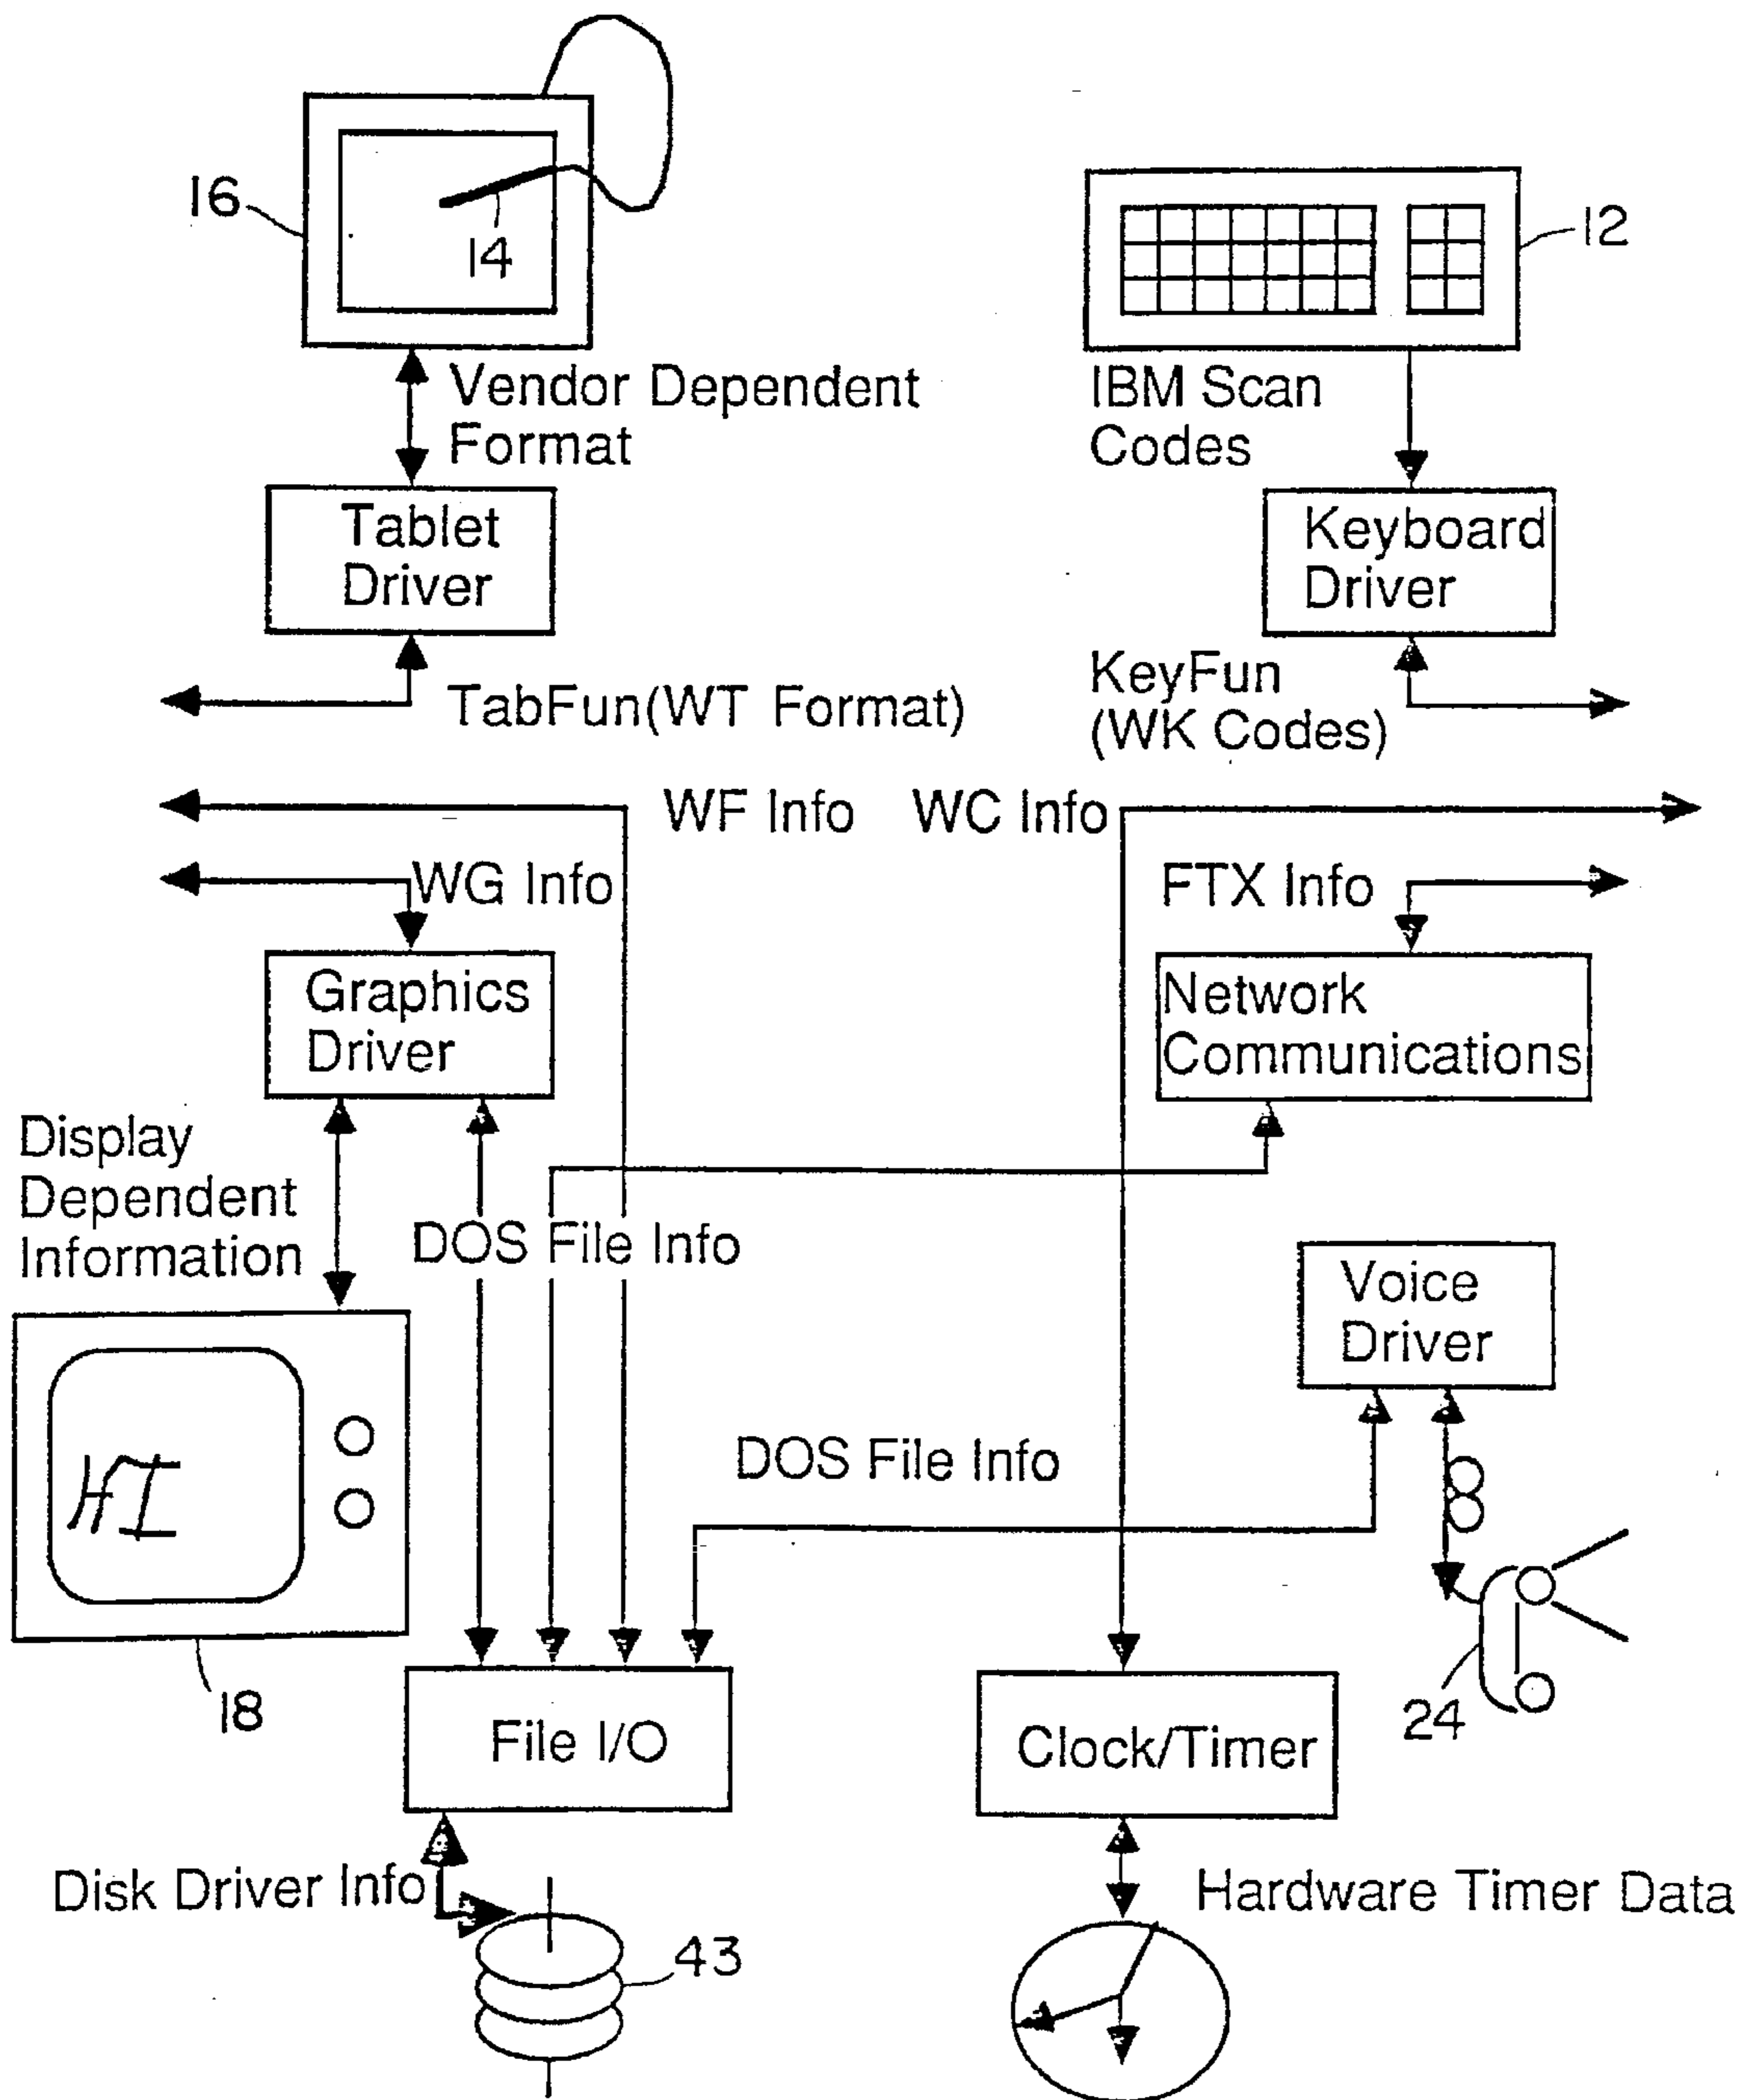 16
14
12
Vendor Dependent
Format
IBM Scan
Codes
Tablet
Driver
Keyboard
Driver
TabFun(WT Format)
KeyFun
(WK Codes)
WF Info
WC Info
WG Info
FTX Info
Graphics
Driver
Network
Communications
Display
Dependent
Information
DOS File Info
Voice
Driver
HI
DOS File Info
18
24
File I/O
Clock/Timer
Disk Driver Info
Hardware Timer Data
43